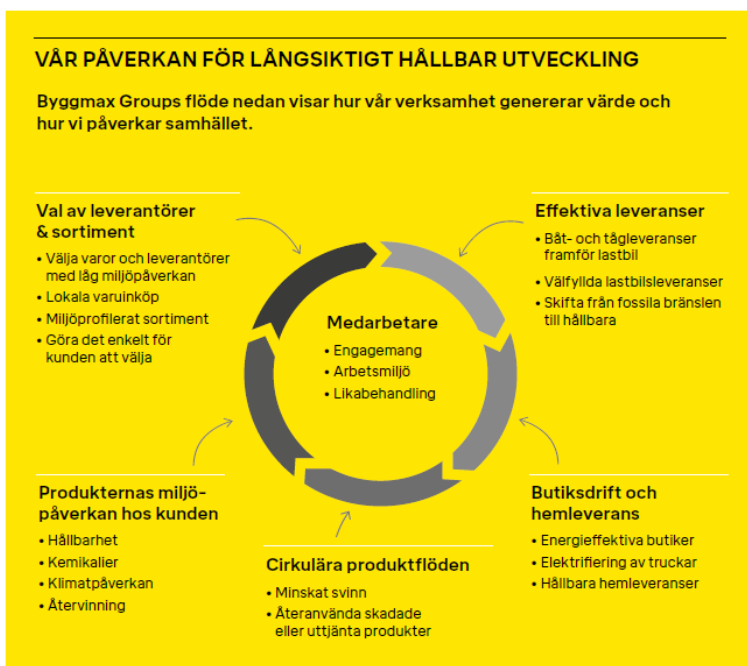 VÅR PÅVERKAN FÖR LÅNGSIKTIGT HÅLLBAR UTVECKLING
Byggmax Groups flöde nedan visar hur vår verksamhet genererar värde och
hur vi påverkar samhället.
Val av leverantörer
& sortiment
• Välja varor och leverantörer
med låg miljöpåverkan
• Lokala varuinköp
• Miljöprofilerat sortiment
• Göra det enkelt för
kunden att välja
Effektiva leveranser
• Båt- och tågleveranser
framför lastbil
• Välfyllda lastbilsleveranser
• Skifta från fossila bränslen
till hållbara
Medarbetare
• Engagemang
• Arbetsmiljö
• Likabehandling
Produkternas miljö-
påverkan hos kunden
• Hållbarhet
• Kemikalier
• Klimatpåverkan
• Återvinning
Cirkulära produktflöden
• Minskat svinn
• Återanvända skadade
eller uttjänta produkter
Butiksdrift och
hemleverans
• Energieffektiva butiker
• Elektrifiering av truckar
• Hållbara hemleveranser